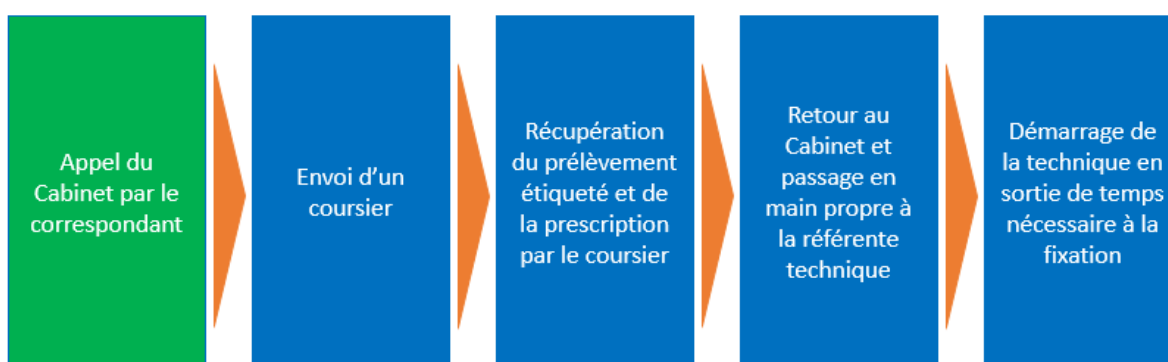 Appel du
Cabinet par le
correspondant
Envoi d’un
coursier
Récupération
du prélèvement
étiqueté et de
la prescription
par le coursier
Retour au
Cabinet et
passage en
main propre à
la référente
technique
Démarrage de
la technique en
sortie de temps
nécessaire à la
fixation